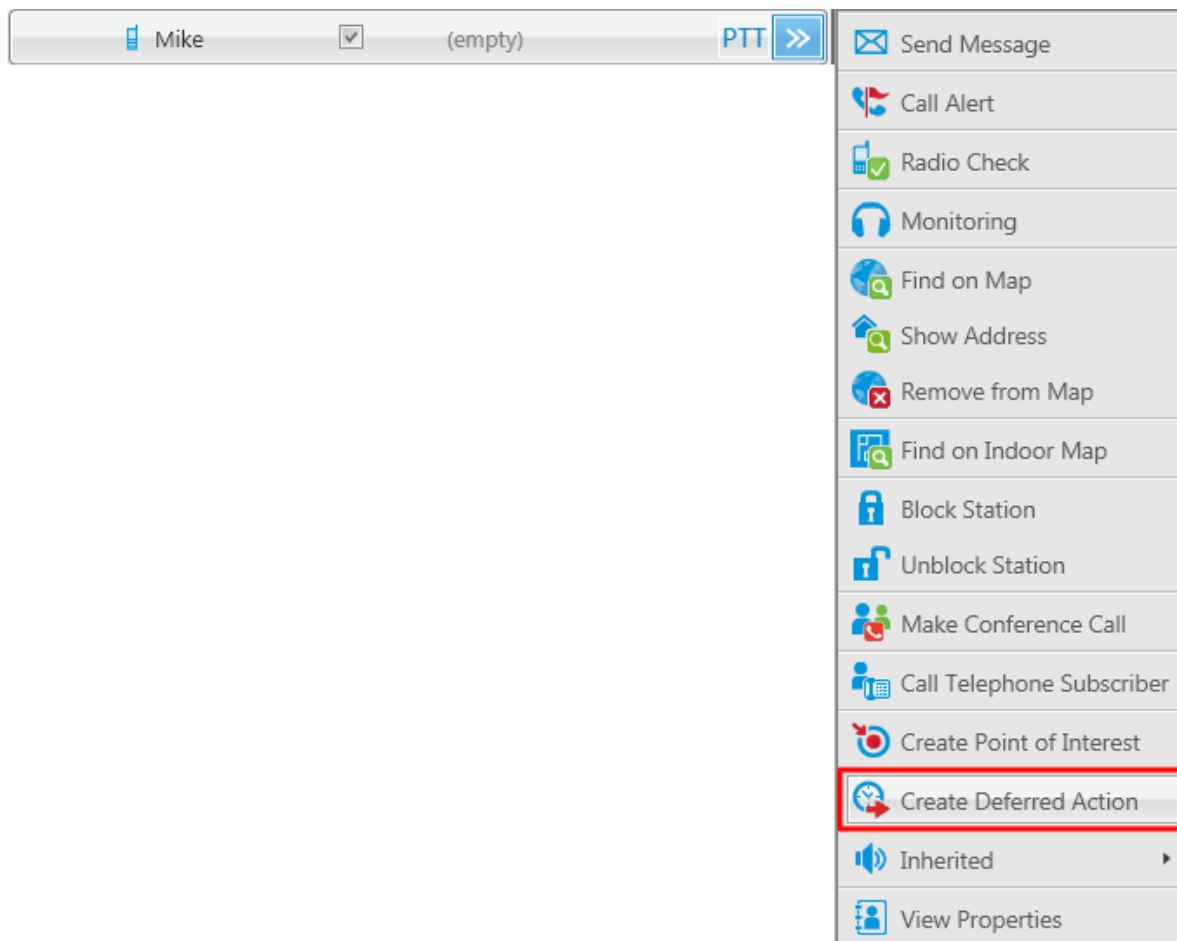 Mike (empty) PTT
Send Message
Call Alert
Radio Check
Monitoring
Find on Map
Show Address
Remove from Map
Find on Indoor Map
Block Station
Unblock Station
Make Conference Call
Call Telephone Subscriber
Create Point of Interest
Create Deferred Action
Inherited
View Properties